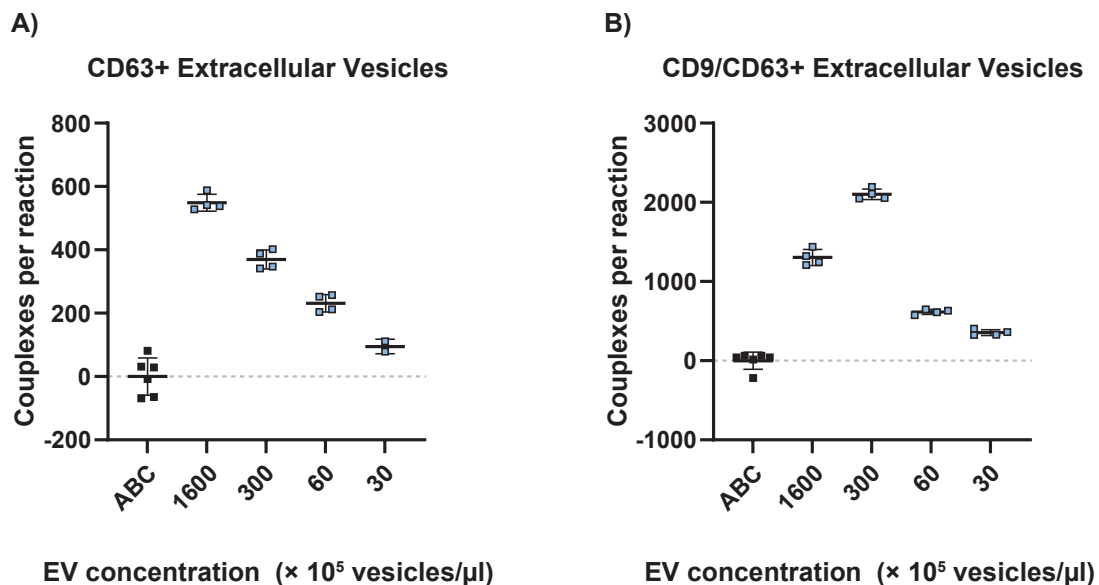 A)
CD63+ Extracellular Vesicles
Couplexes per reaction
800
600
400
200
0
-200
ABC
1600
300
60
30
EV concentration (× 10⁵ vesicles/µl)
B)
CD9/CD63+ Extracellular Vesicles
Couplexes per reaction
3000
2000
1000
0
-1000
ABC
1600
300
60
30
EV concentration (× 10⁵ vesicles/µl)